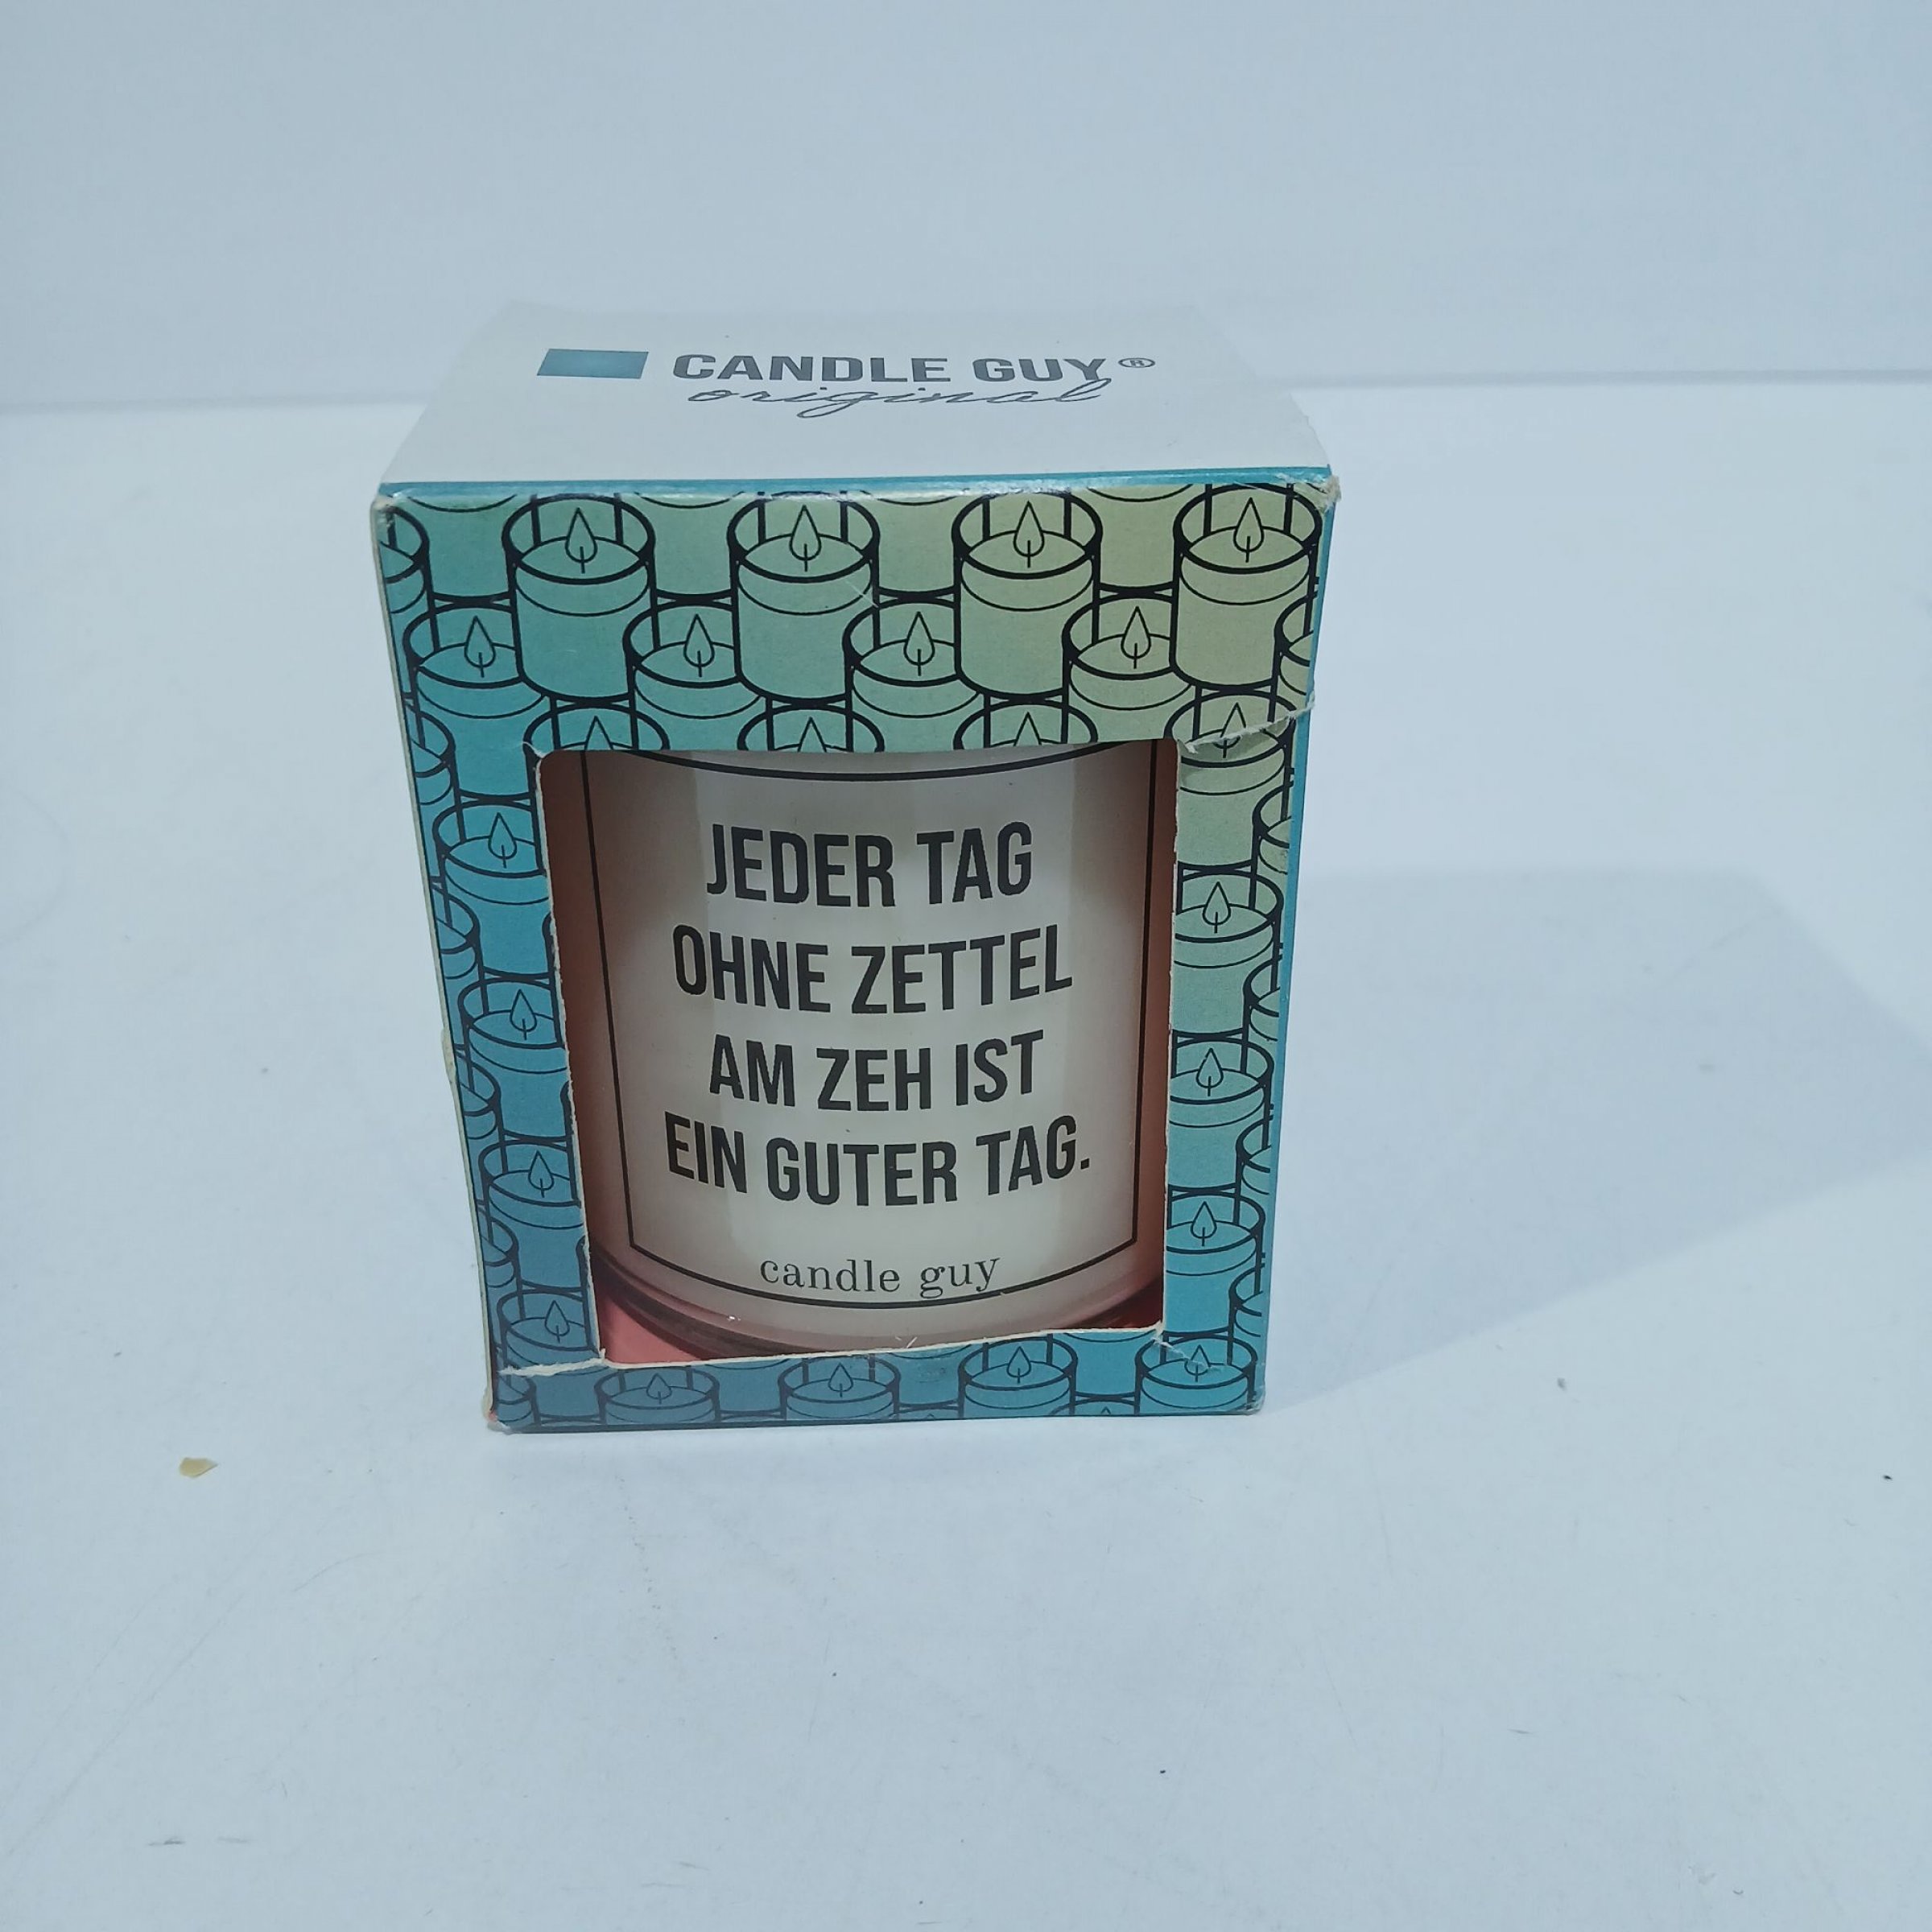 CANDLE GUY®
original
JEDER TAG
OHNE ZETTEL
AM ZEH IST
EIN GUTER TAG.
candle guy